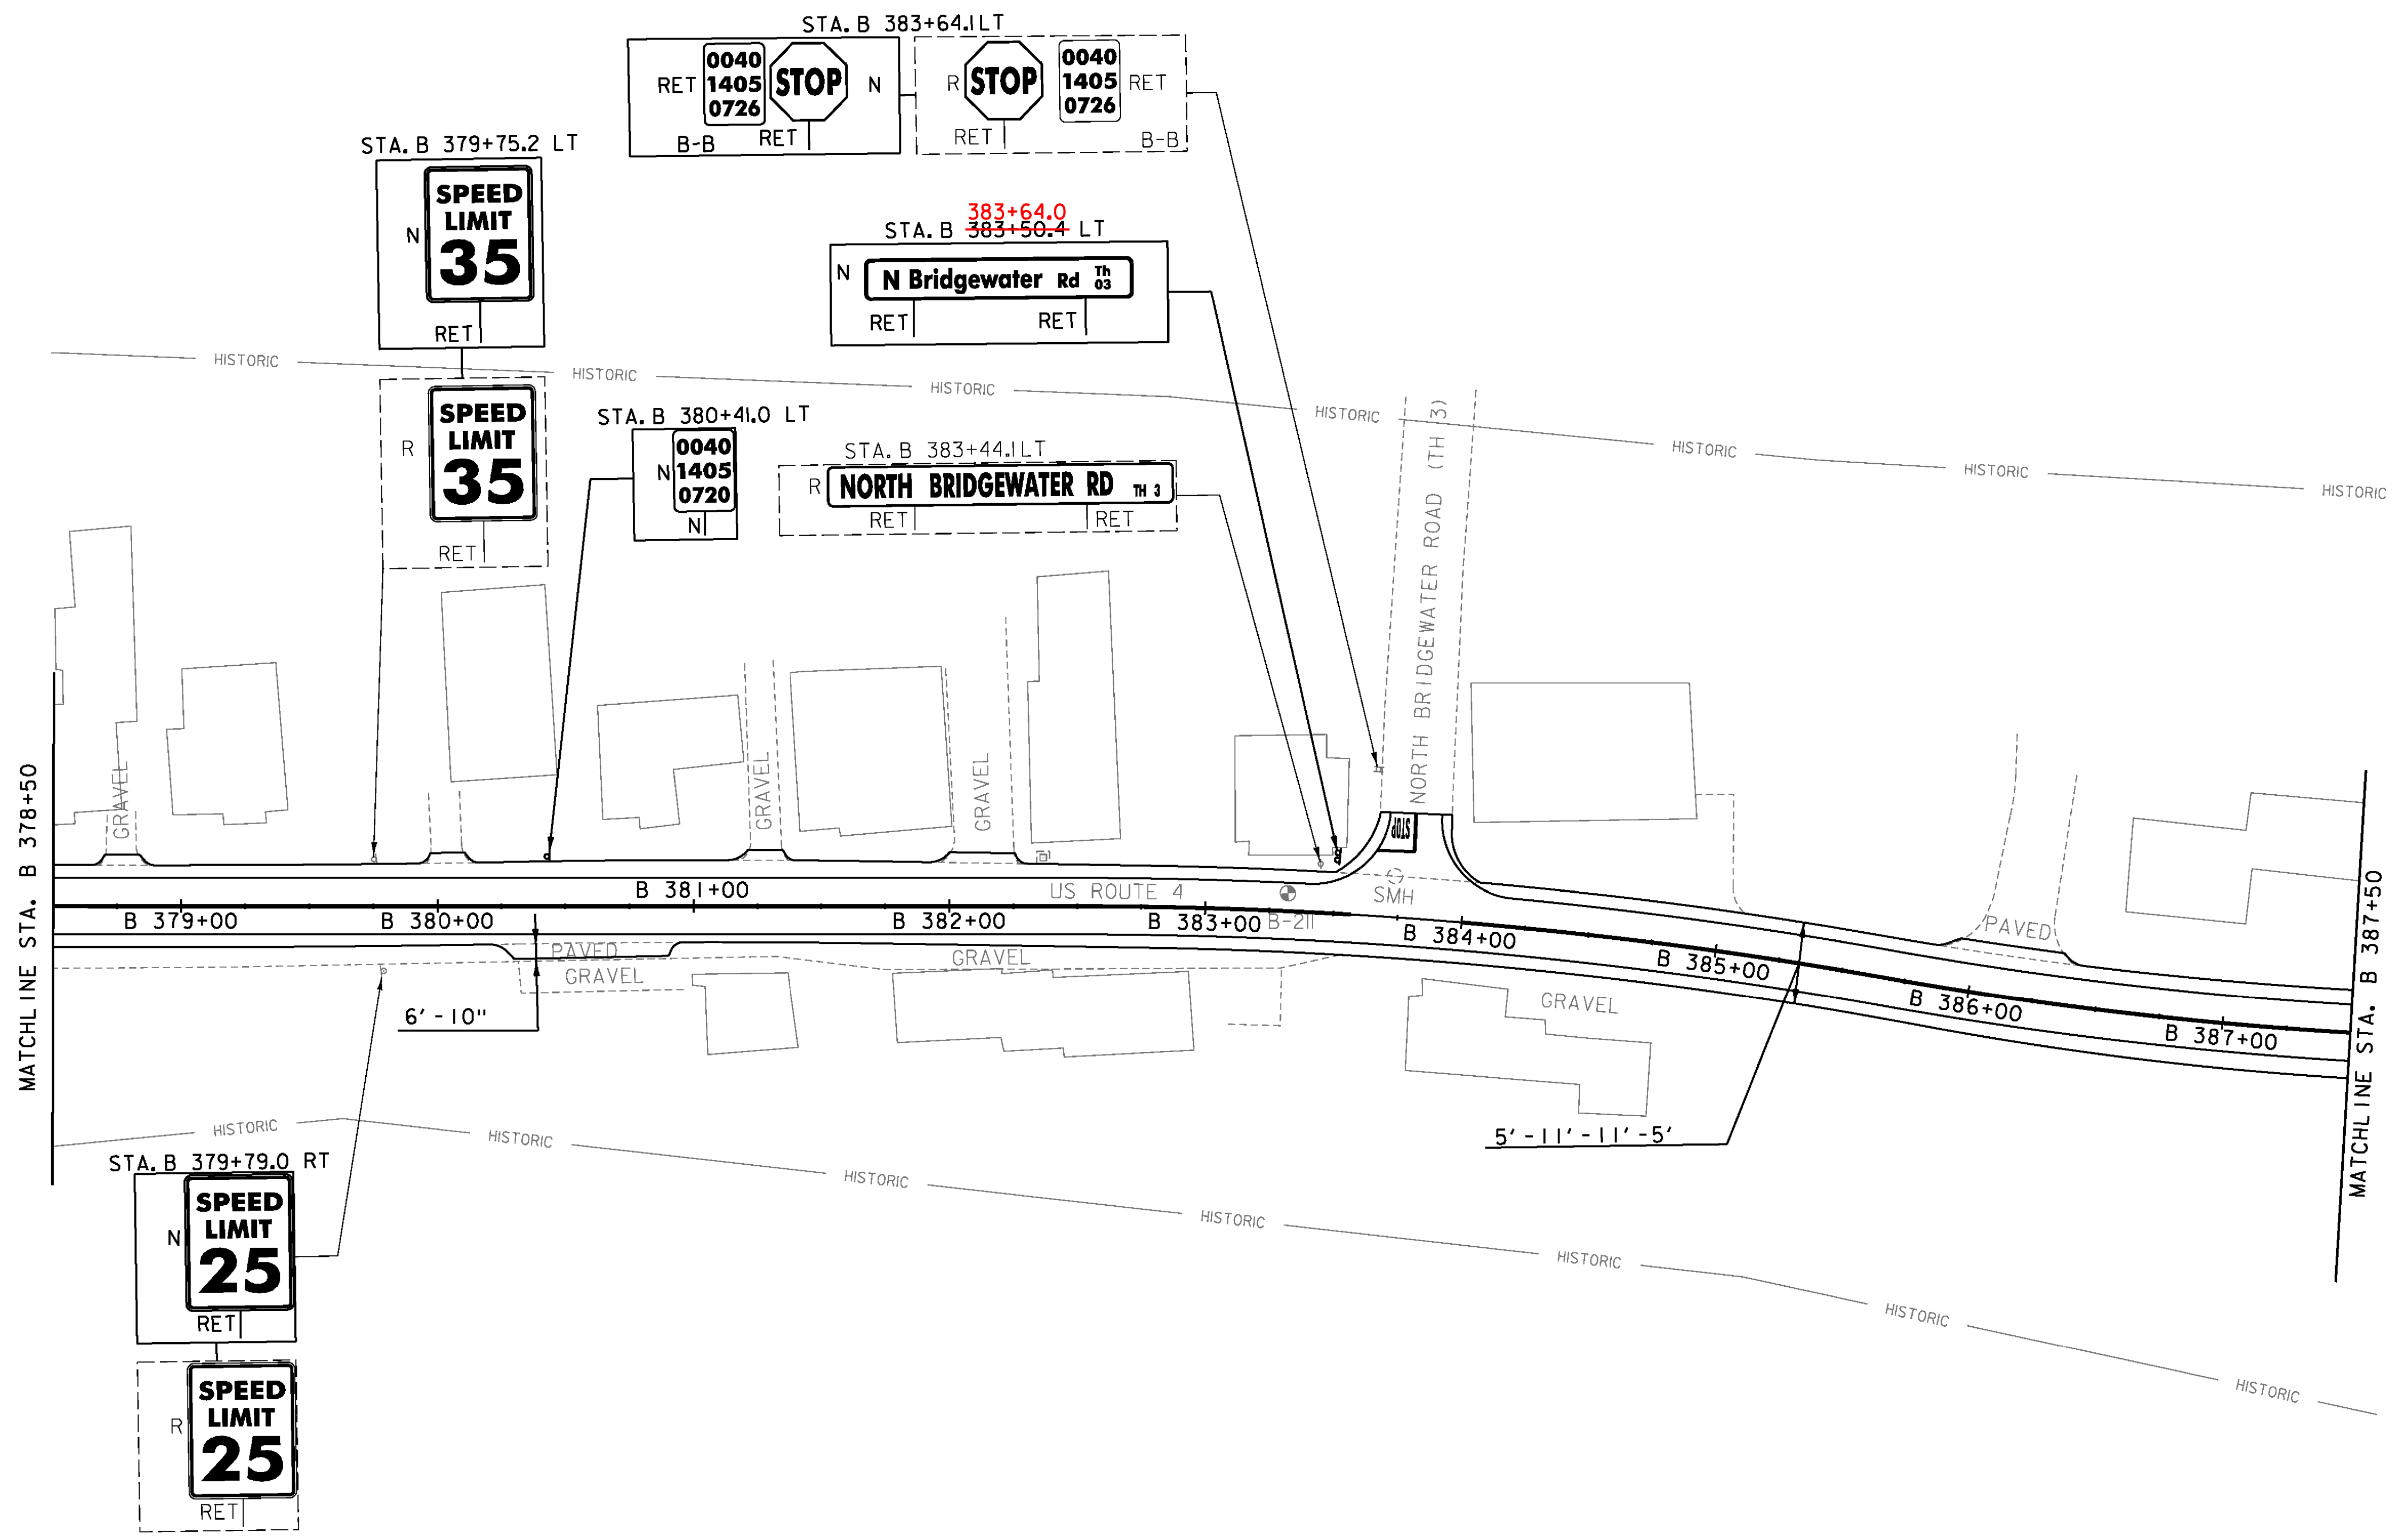 STA. B 383+64.1 LT
RET
0040
1405
0726
STOP
N
B-B
RET
R
STOP
0040
1405
0726
RET
RET
B-B
STA. B 379+75.2 LT
N
SPEED
LIMIT
35
RET
383+64.0
STA. B 383+50.4 LT
N
N Bridgewater Rd Th 03
RET
RET
HISTORIC
HISTORIC
HISTORIC
HISTORIC
HISTORIC
HISTORIC
HISTORIC
R
SPEED
LIMIT
35
RET
STA. B 380+41.0 LT
N
0040
1405
0720
N
STA. B 383+44.1 LT
R
NORTH BRIDGEWATER RD TH 3
RET
RET
NORTH BRIDGEWATER ROAD (TH 3)
GRAVEL
GRAVEL
GRAVEL
STOP
MATCHLINE STA. B 378+50
MATCHLINE STA. B 387+50
B 379+00
B 380+00
B 381+00
B 382+00
US ROUTE 4
B 383+00
B-211
SMH
B 384+00
B 385+00
B 386+00
B 387+00
PAVED
PAVED
GRAVEL
GRAVEL
GRAVEL
6'-10"
5'-11'-11'-5'
HISTORIC
HISTORIC
HISTORIC
HISTORIC
HISTORIC
HISTORIC
HISTORIC
STA. B 379+79.0 RT
N
SPEED
LIMIT
25
RET
R
SPEED
LIMIT
25
RET